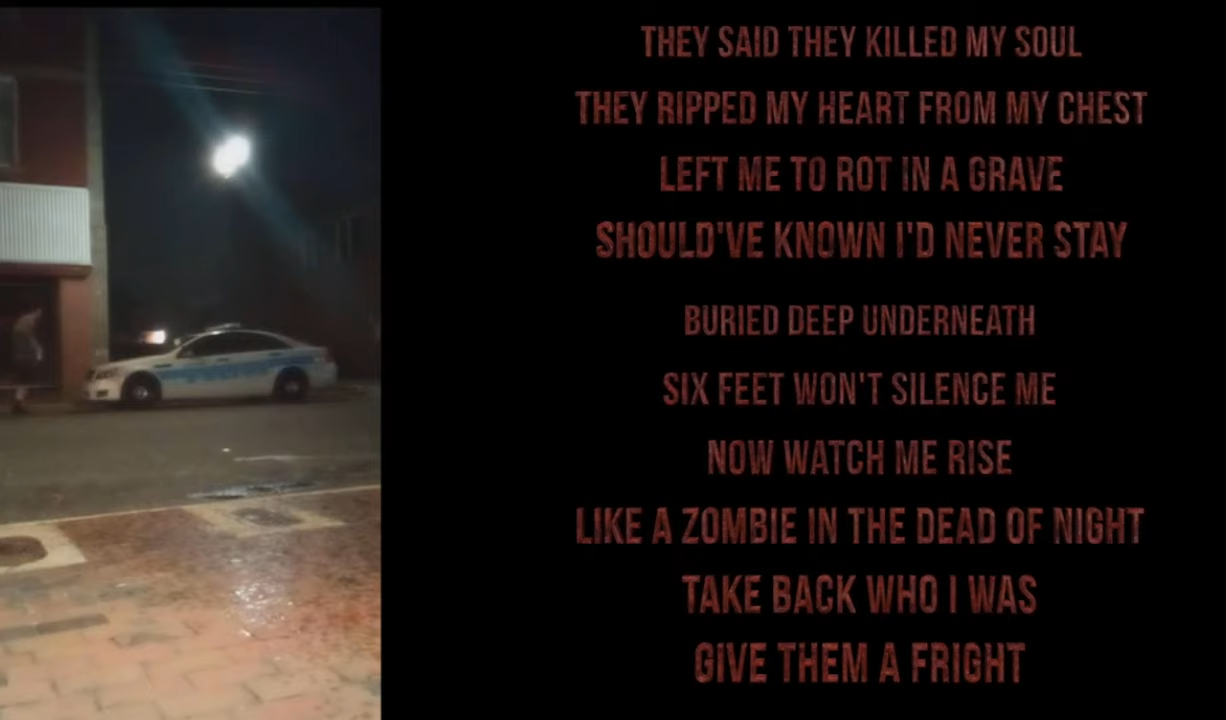 THEY SAID THEY KILLED MY SOUL
THEY RIPPED MY HEART FROM MY CHEST
LEFT ME TO ROT IN A GRAVE
SHOULD'VE KNOWN I'D NEVER STAY
BURIED DEEP UNDERNEATH
SIX FEET WON'T SILENCE ME
NOW WATCH ME RISE
LIKE A ZOMBIE IN THE DEAD OF NIGHT
TAKE BACK WHO I WAS
GIVE THEM A FRIGHT